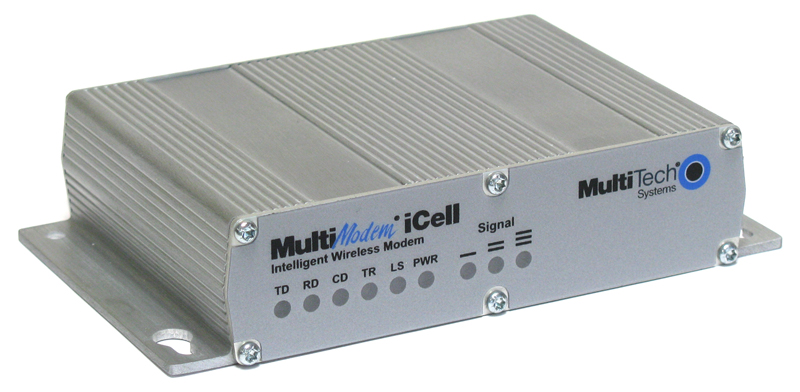 MultiModem iCell
Intelligent Wireless Modem
TD RD CD TR LS PWR
Signal
MultiTech
Systems